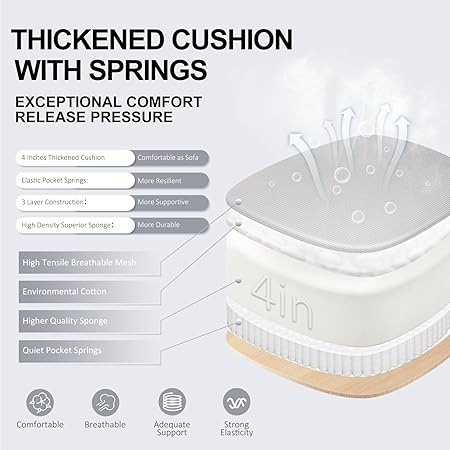 THICKENED CUSHION
WITH SPRINGS
EXCEPTIONAL COMFORT
RELEASE PRESSURE
4 Inches Thickened Cushion Comfortable as Sofa
Elastic Pocket Springs: More Resilient
3 Layer Construction: More Supportive
High Density Superior Sponge: More Durable
High Tensile Breathable Mesh
Environmental Cotton
Higher Quality Sponge
Quiet Pocket Springs
4in
Comfortable
Breathable
Adequate
Support
Strong
Elasticity